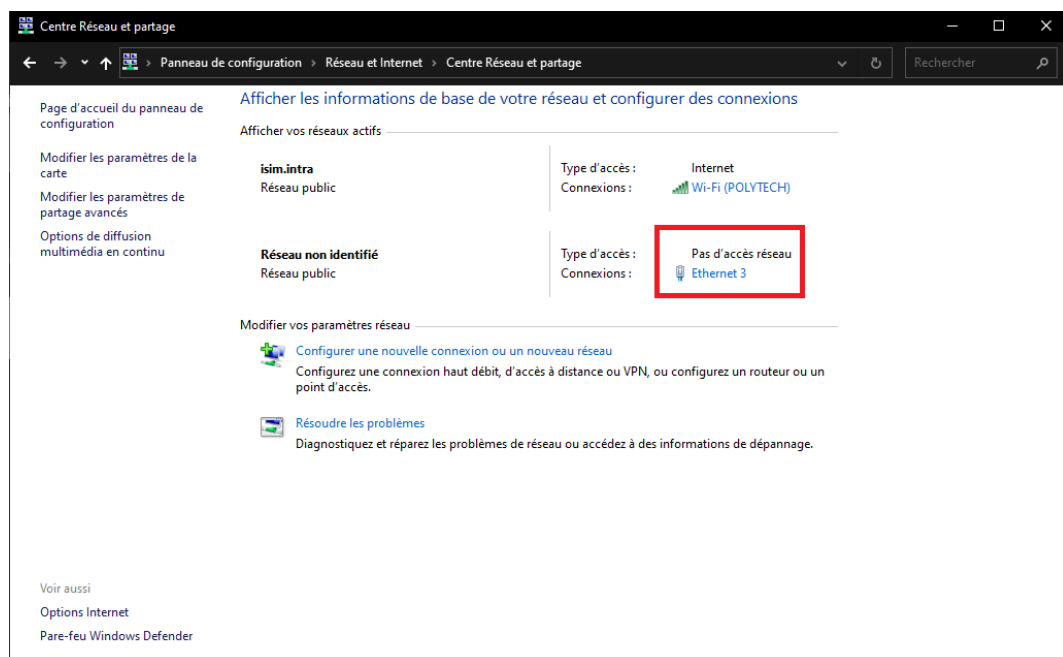 Centre Réseau et partage
Panneau de configuration > Réseau et Internet > Centre Réseau et partage
Rechercher
Page d'accueil du panneau de
configuration
Modifier les paramètres de la
carte
Modifier les paramètres de
partage avancés
Options de diffusion
multimédia en continu
Afficher les informations de base de votre réseau et configurer des connexions
Afficher vos réseaux actifs
isim.intra
Réseau public
Type d'accès : Internet
Connexions : Wi-Fi (POLYTECH)
Réseau non identifié
Réseau public
Type d'accès : Pas d'accès réseau
Connexions : Ethernet 3
Modifier vos paramètres réseau
Configurer une nouvelle connexion ou un nouveau réseau
Configurez une connexion haut débit, d'accès à distance ou VPN, ou configurez un routeur ou un
point d'accès.
Résoudre les problèmes
Diagnostiquez et réparez les problèmes de réseau ou accédez à des informations de dépannage.
Voir aussi
Options Internet
Pare-feu Windows Defender